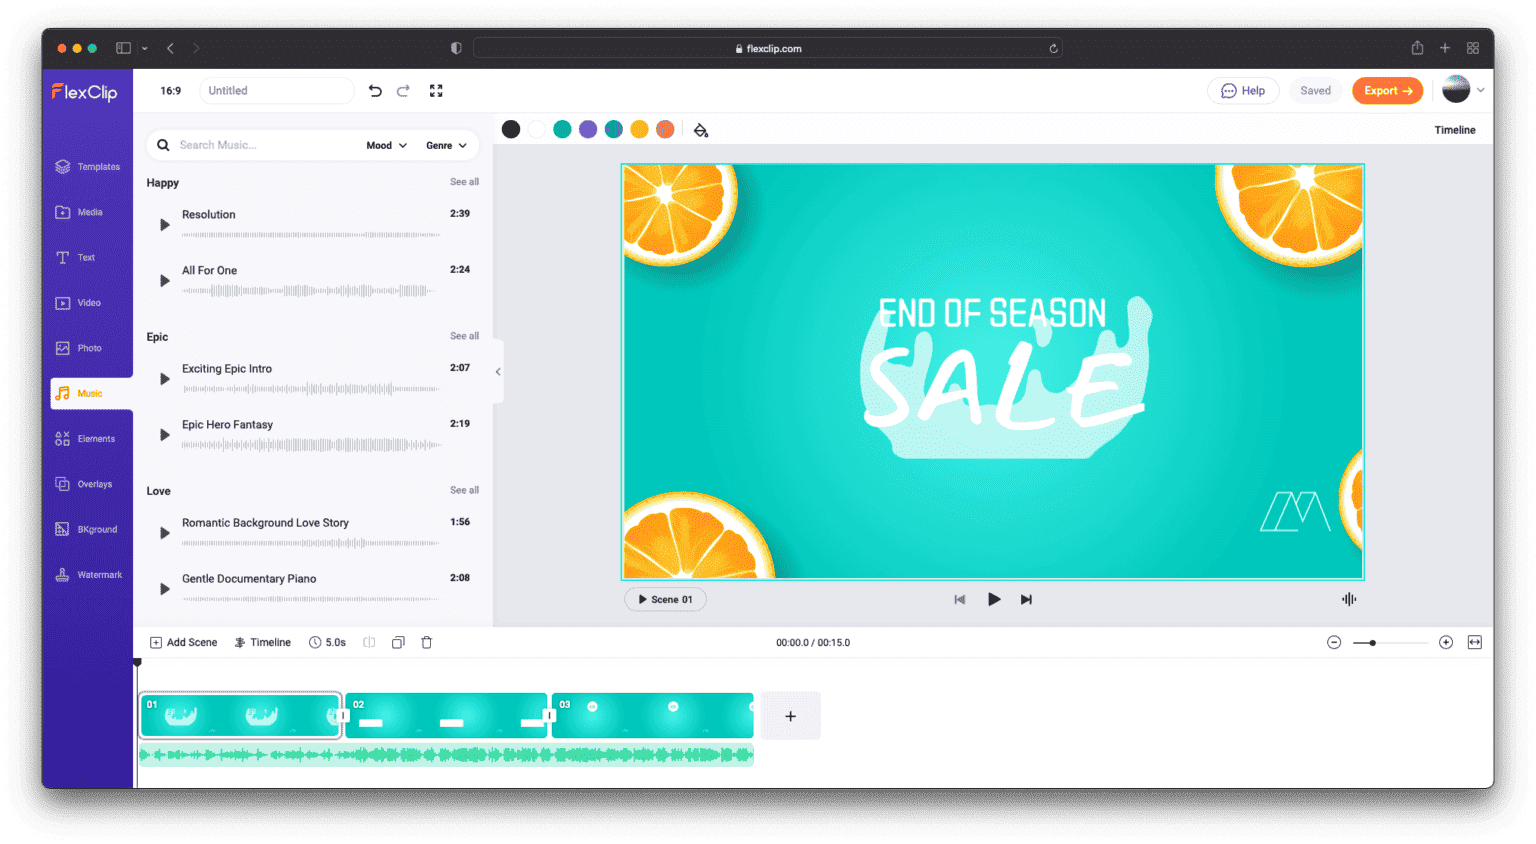 flexclip.com
FlexClip
16:9
Untitled
Help
Saved
Export →
Templates
Media
Text
Video
Photo
Music
Elements
Overlays
BKground
Watermark
Search Music...
Mood
Genre
Timeline
Happy
See all
Resolution
2:39
All For One
2:24
Epic
See all
Exciting Epic Intro
2:07
Epic Hero Fantasy
2:19
Love
See all
Romantic Background Love Story
1:56
Gentle Documentary Piano
2:08
END OF SEASON
SALE
Scene 01
Add Scene
Timeline
5.0s
00:00.0 / 00:15.0
01
02
03